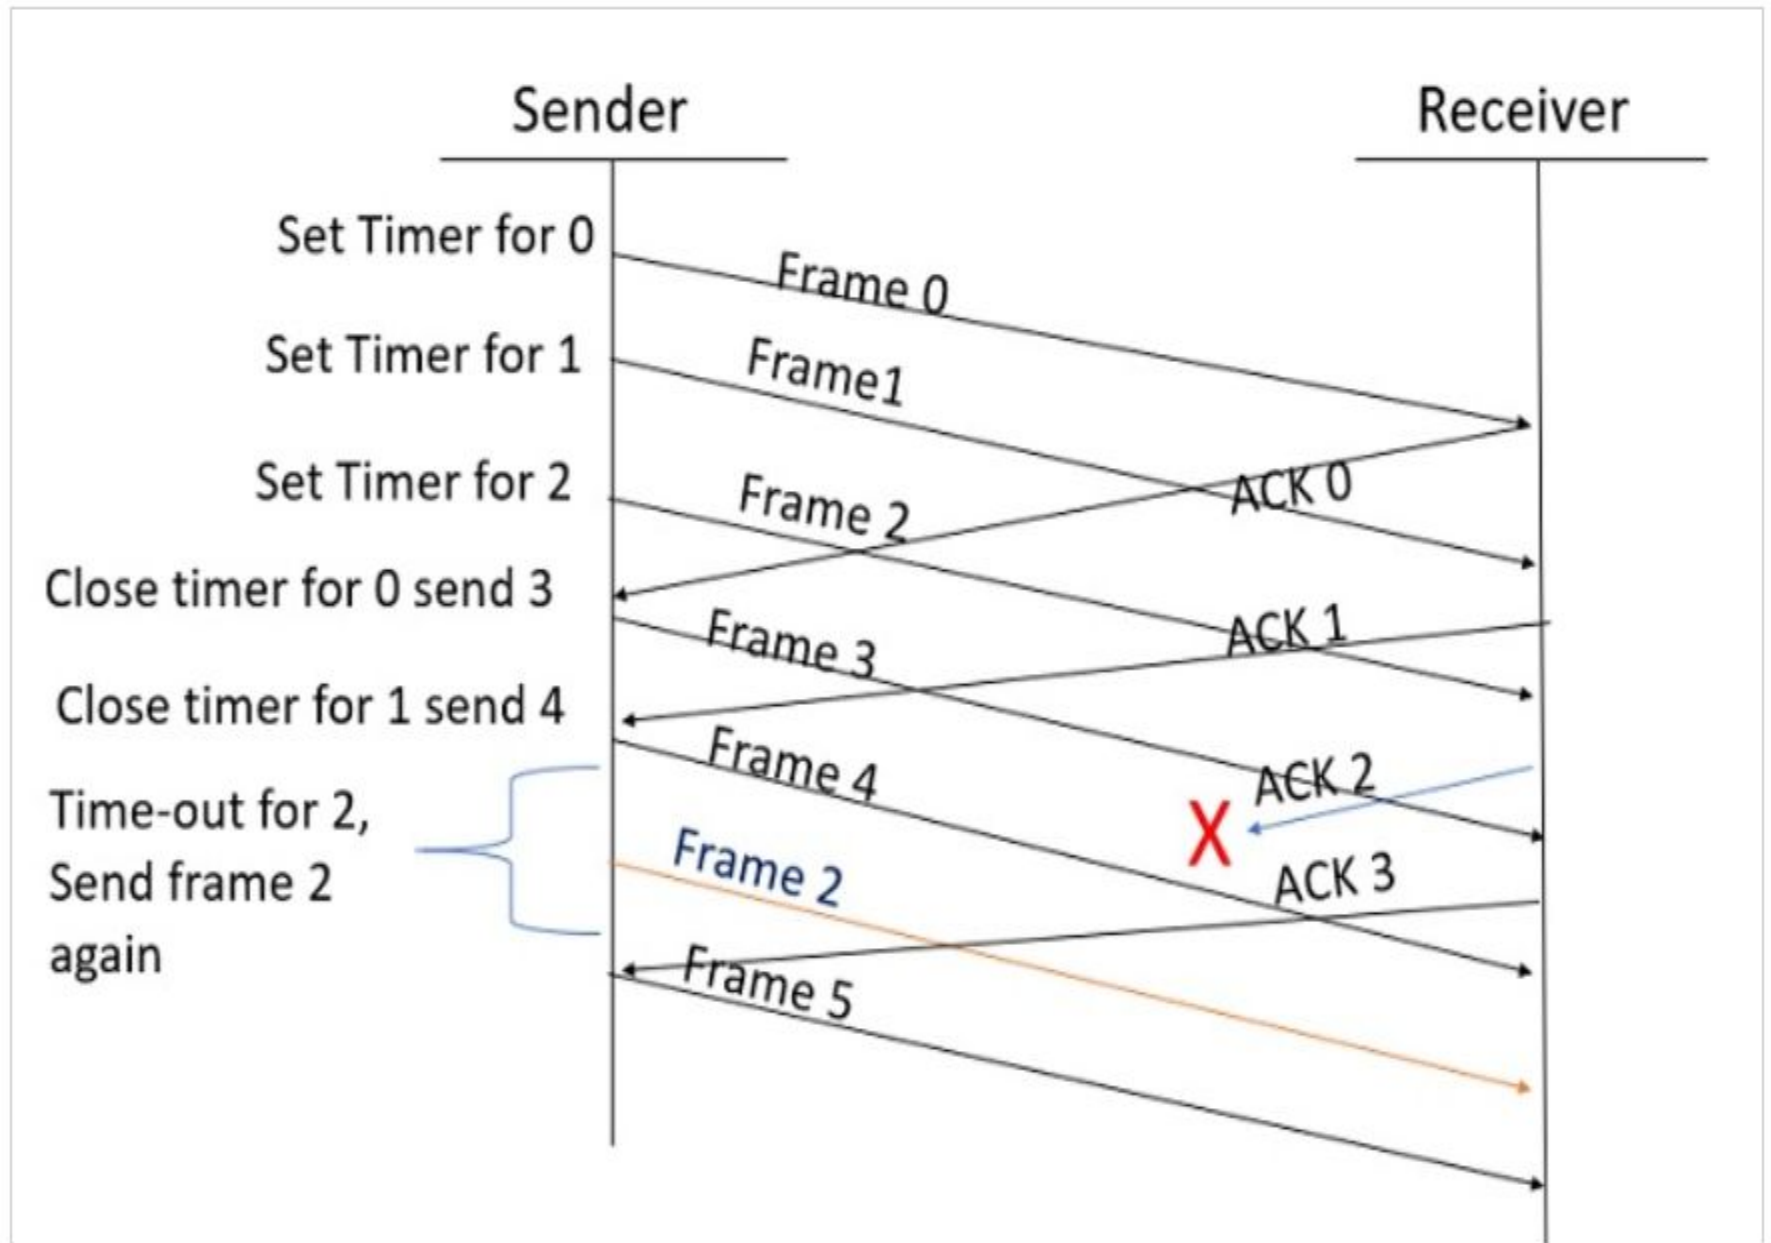 Sender
Receiver
Set Timer for 0
Frame 0
Set Timer for 1
Frame1
ACK 0
Set Timer for 2
Frame 2
Close timer for 0 send 3
ACK 1
Frame 3
Close timer for 1 send 4
Frame 4
ACK 2
X
Time-out for 2,
Send frame 2
again
Frame 2
ACK 3
Frame 5